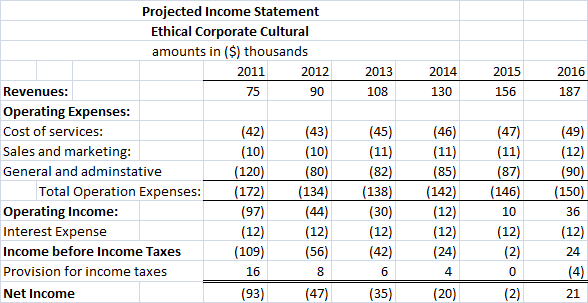 Projected Income Statement
Ethical Corporate Cultural
amounts in ($) thousands
2011 2012 2013 2014 2015 2016
Revenues: 75 90 108 130 156 187
Operating Expenses:
Cost of services: (42) (43) (45) (46) (47) (49)
Sales and marketing: (10) (10) (11) (11) (11) (12)
General and adminstative (120) (80) (82) (85) (87) (90)
Total Operation Expenses: (172) (134) (138) (142) (146) (150)
Operating Income: (97) (44) (30) (12) 10 36
Interest Expense (12) (12) (12) (12) (12) (12)
Income before Income Taxes (109) (56) (42) (24) (2) 24
Provision for income taxes 16 8 6 4 0 (4)
Net Income (93) (47) (35) (20) (2) 21